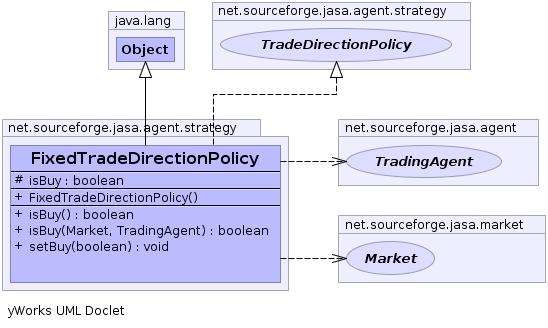 java.lang
Object
net.sourceforge.jasa.agent.strategy
TradeDirectionPolicy
net.sourceforge.jasa.agent.strategy
FixedTradeDirectionPolicy
# isBuy : boolean
+ FixedTradeDirectionPolicy()
+ isBuy() : boolean
+ isBuy(Market, TradingAgent) : boolean
+ setBuy(boolean) : void
net.sourceforge.jasa.agent
TradingAgent
net.sourceforge.jasa.market
Market
yWorks UML Doclet